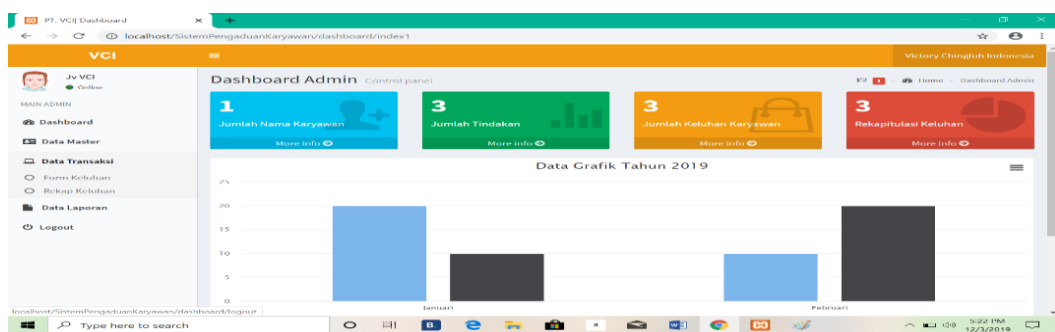 PT. VCI| Dashboard
localhost/SistemPengaduanKaryawan/dashboard/index1
VCI
Victory Chingluh Indonesia
Jv VCI
Online
Dashboard Admin Control panel
Home
Dashboard Admin
MAIN ADMIN
Dashboard
Data Master
Data Transaksi
Form Keluhan
Rekap Keluhan
Data Laporan
Logout
1
Jumlah Nama Karyawan
More info
3
Jumlah Tindakan
More info
3
Jumlah Keluhan Karyawan
More info
3
Rekapitulasi Keluhan
More info
Data Grafik Tahun 2019
25
20
15
10
5
0
Januari
Februari
localhost/SistemPengaduanKaryawan/dashboard/logout
Type here to search
5:22 PM
12/3/2019